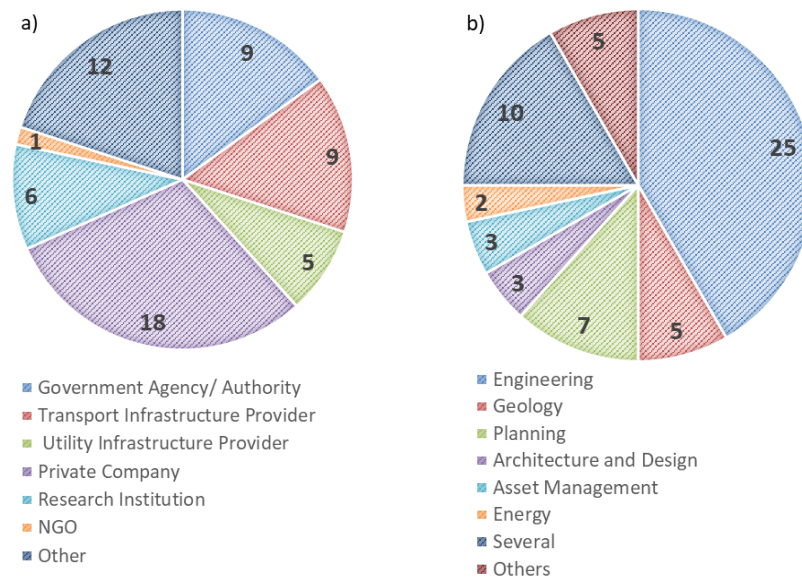 a)
12
9
1
9
6
5
18
Government Agency/ Authority
Transport Infrastructure Provider
Utility Infrastructure Provider
Private Company
Research Institution
NGO
Other
b)
5
25
10
2
3
3
7
5
Engineering
Geology
Planning
Architecture and Design
Asset Management
Energy
Several
Others